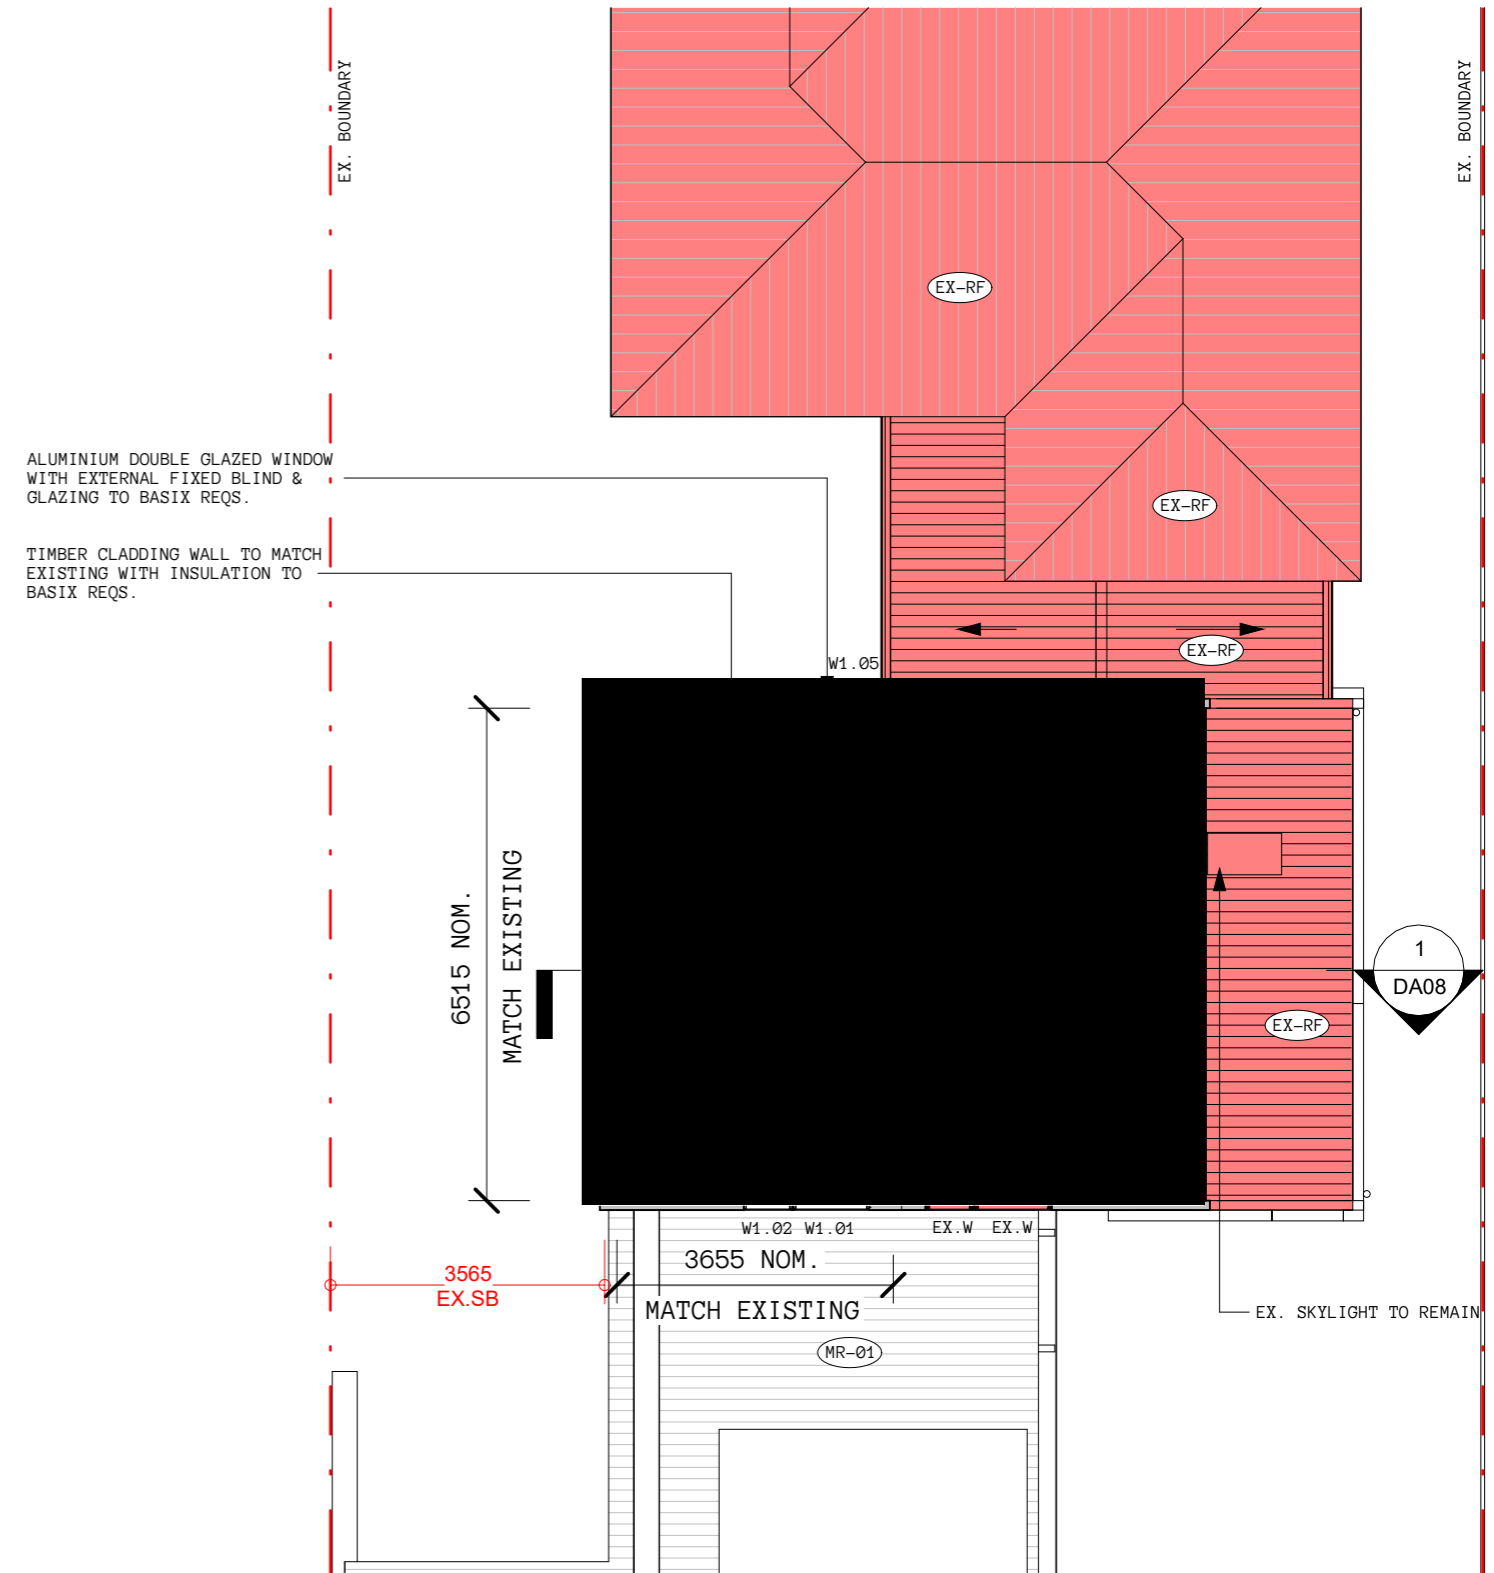 EX. BOUNDARY
EX. BOUNDARY
EX-RF
ALUMINIUM DOUBLE GLAZED WINDOW
WITH EXTERNAL FIXED BLIND &
GLAZING TO BASIX REQS.
EX-RF
TIMBER CLADDING WALL TO MATCH
EXISTING WITH INSULATION TO
BASIX REQS.
EX-RF
W1.05
6515 NOM.
MATCH EXISTING
1
DA08
EX-RF
W1.02 W1.01
EX.W EX.W
3655 NOM.
MATCH EXISTING
3565
EX.SB
EX. SKYLIGHT TO REMAIN
MR-01